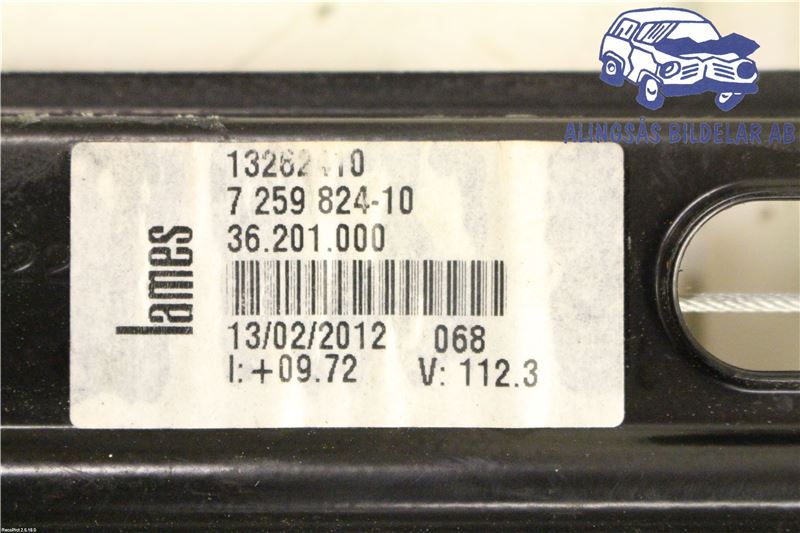 ALINGSÅS BILDELAR AB
7 259 824-10
36.201.000
lames
13/02/2012 068
I: +09.72 V: 112.3